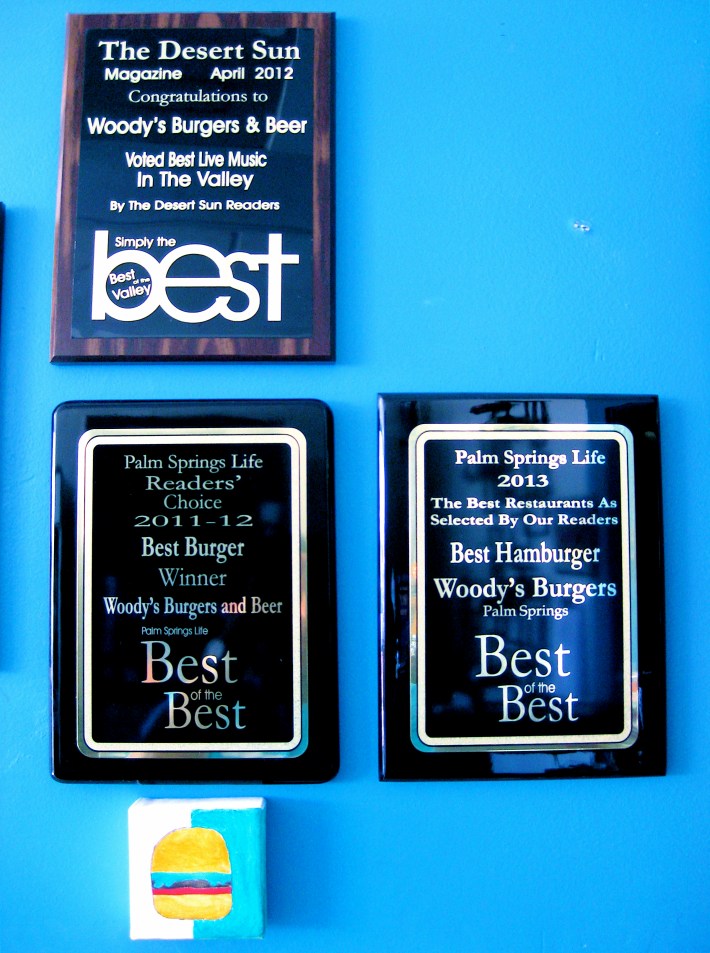 The Desert Sun
Magazine April 2012
Congratulations to
Woody's Burgers & Beer
Voted Best Live Music
In The Valley
By The Desert Sun Readers
Simply the
best
Best
of the
Valley
Palm Springs Life
Readers'
Choice
2011-12
Best Burger
Winner
Woody's Burgers and Beer
Palm Springs Life
Best
of the
Best
Palm Springs Life
2013
The Best Restaurants As
Selected By Our Readers
Best Hamburger
Woody's Burgers
Palm Springs
Best
of the
Best